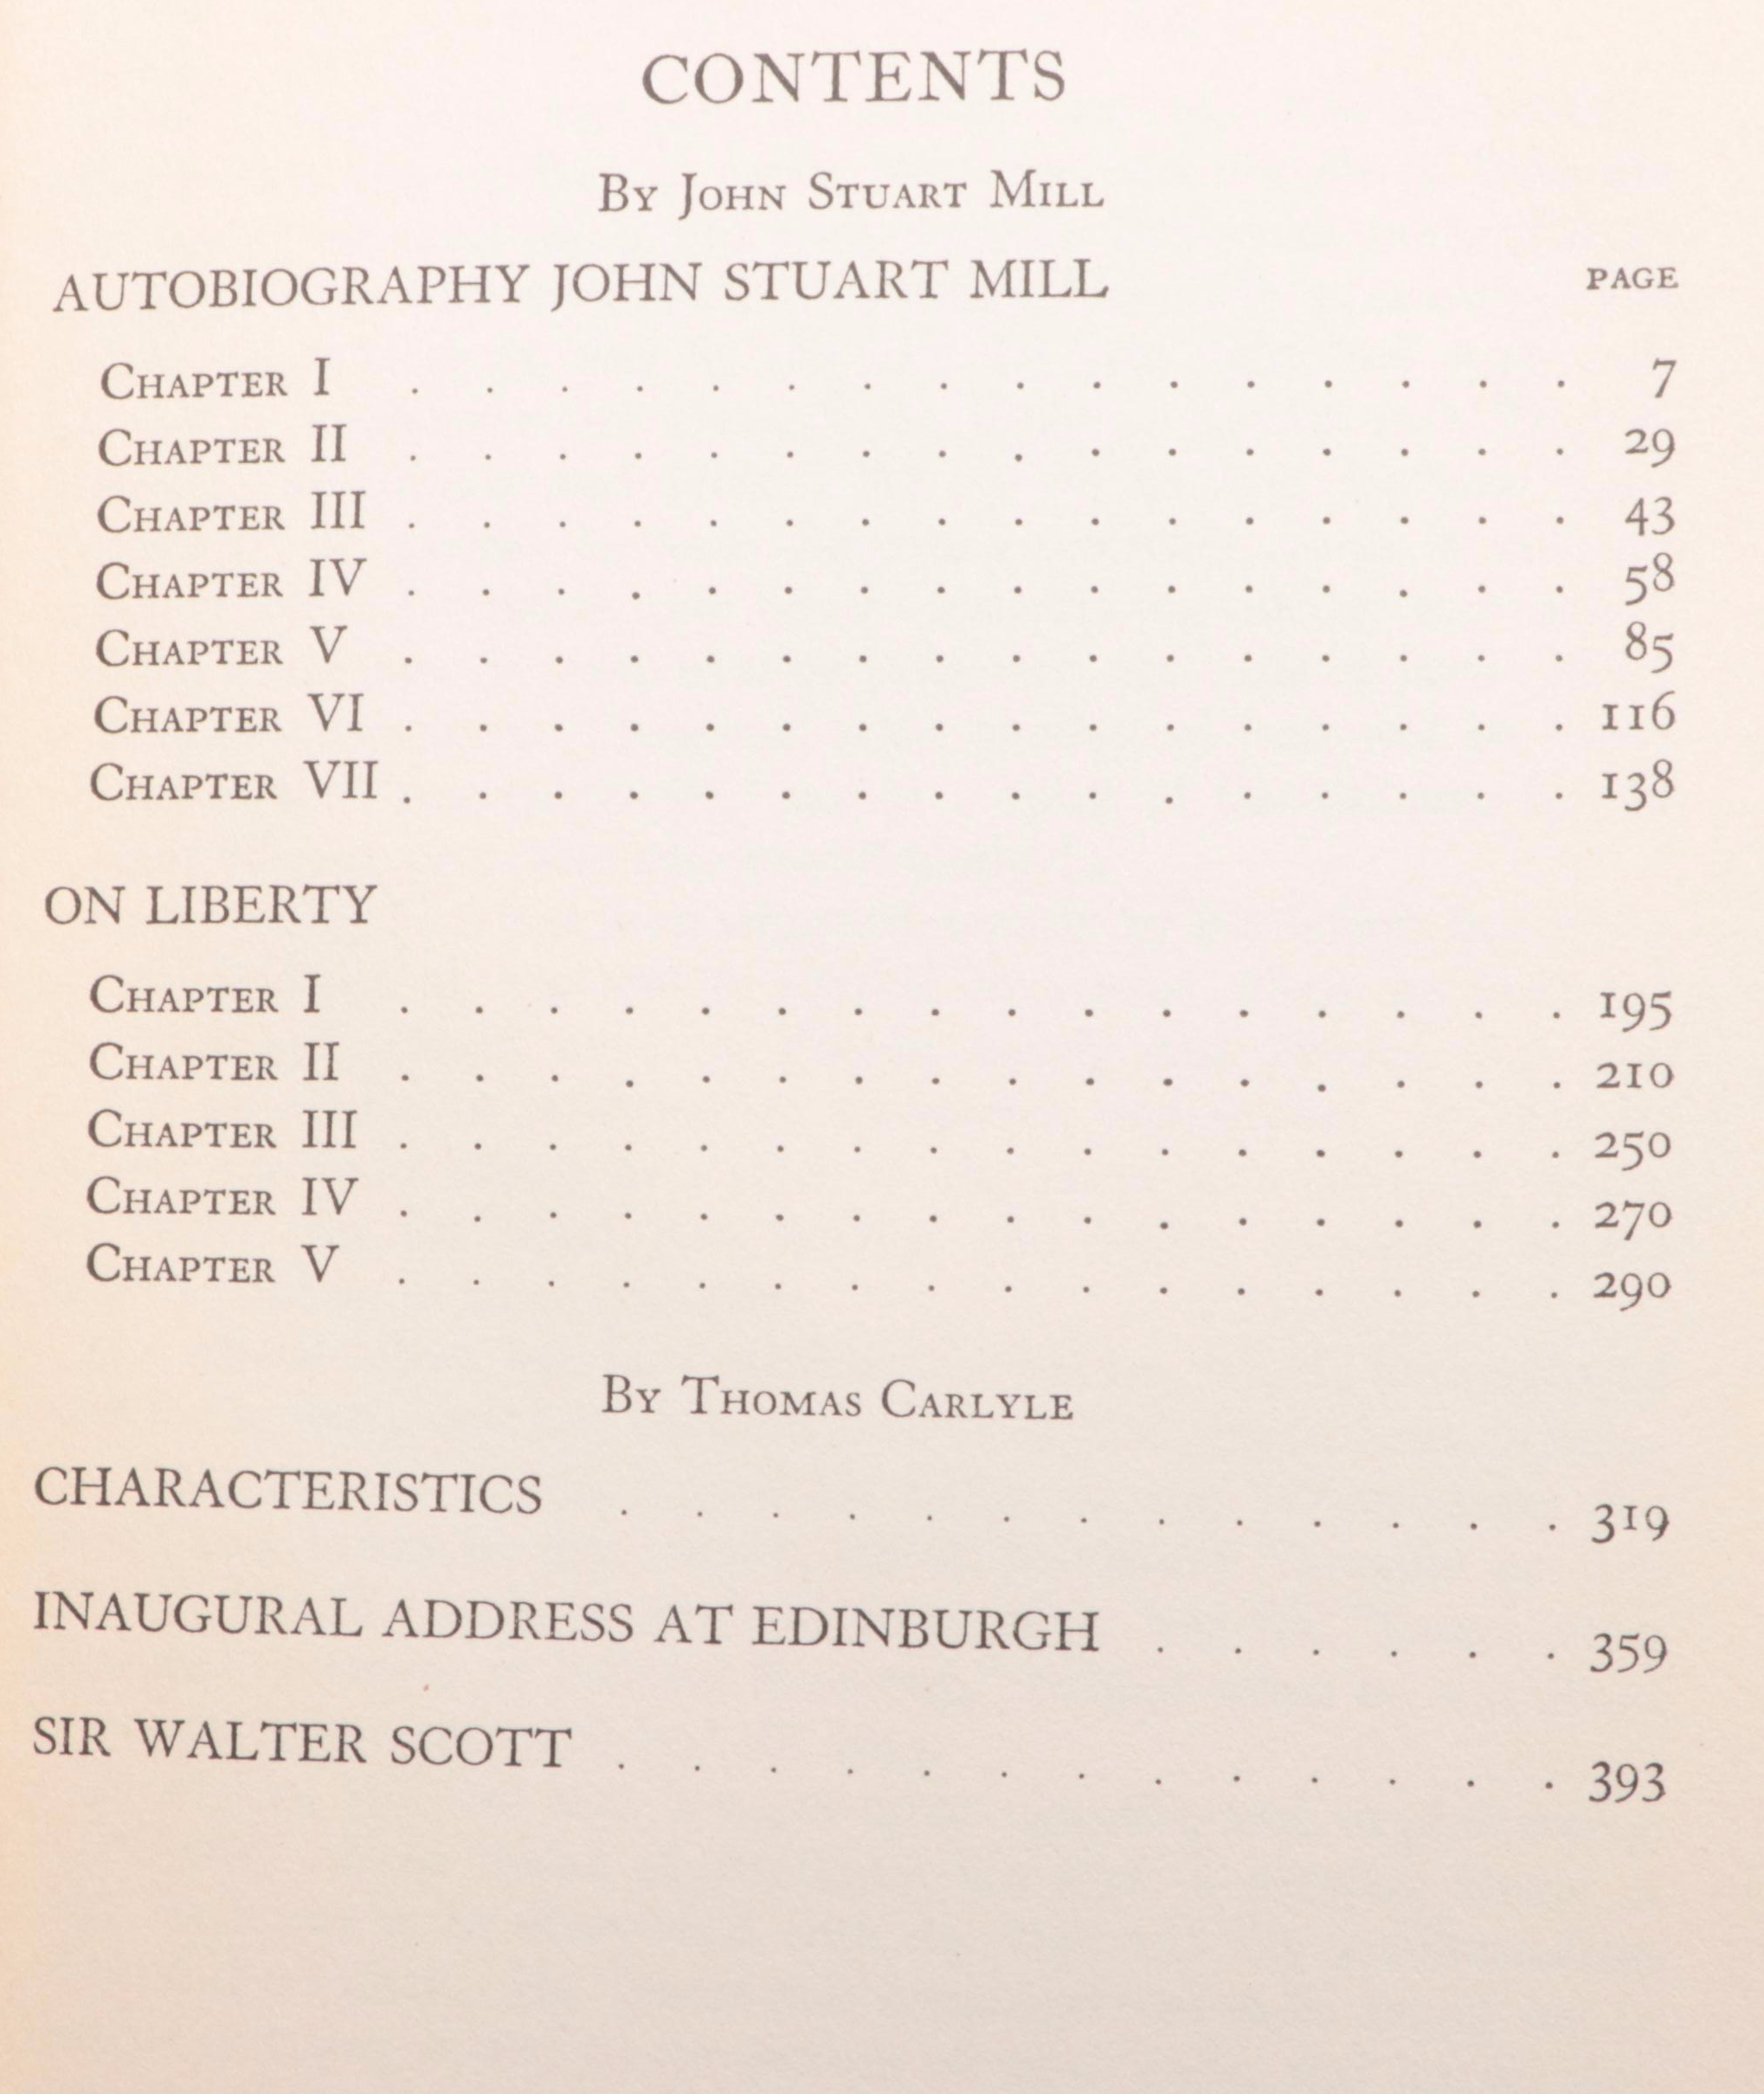 CONTENTS
By John Stuart Mill
AUTOBIOGRAPHY JOHN STUART MILL PAGE
Chapter I . . . . . . . . . . . . . . . . 7
Chapter II . . . . . . . . . . . . . . . . 29
Chapter III . . . . . . . . . . . . . . . . 43
Chapter IV . . . . . . . . . . . . . . . . 58
Chapter V . . . . . . . . . . . . . . . . 85
Chapter VI . . . . . . . . . . . . . . . . 116
Chapter VII . . . . . . . . . . . . . . . . 138
ON LIBERTY
Chapter I . . . . . . . . . . . . . . . . 195
Chapter II . . . . . . . . . . . . . . . . 210
Chapter III . . . . . . . . . . . . . . . . 250
Chapter IV . . . . . . . . . . . . . . . . 270
Chapter V . . . . . . . . . . . . . . . . 290
By Thomas Carlyle
CHARACTERISTICS . . . . . . . . . . . . . 319
INAUGURAL ADDRESS AT EDINBURGH . . . . . . 359
SIR WALTER SCOTT . . . . . . . . . . . . . 393